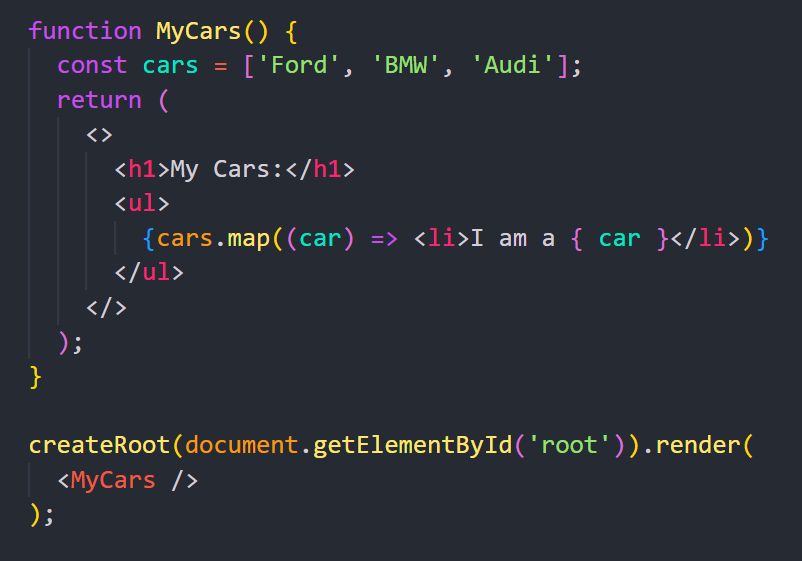 function MyCars() {
  const cars = ['Ford', 'BMW', 'Audi'];
  return (
    <>
      <h1>My Cars:</h1>
      <ul>
        {cars.map((car) => <li>I am a { car }</li>)}
      </ul>
    </>
  );
}

createRoot(document.getElementById('root')).render(
  <MyCars />
);